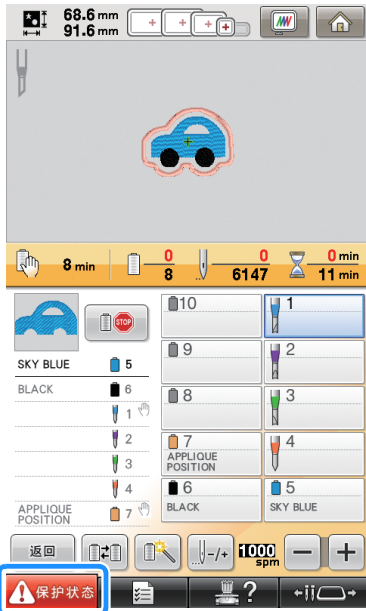 68.6 mm
91.6 mm
8 min
0
8
0
6147
0 min
11 min
STOP
SKY BLUE 5
BLACK 6
1
2
3
4
APPLIQUE
POSITION 7
10
1
9
2
8
3
7
APPLIQUE
POSITION
4
6
BLACK
5
SKY BLUE
返回
-/+
1000
spm
-
+
保护状态
?